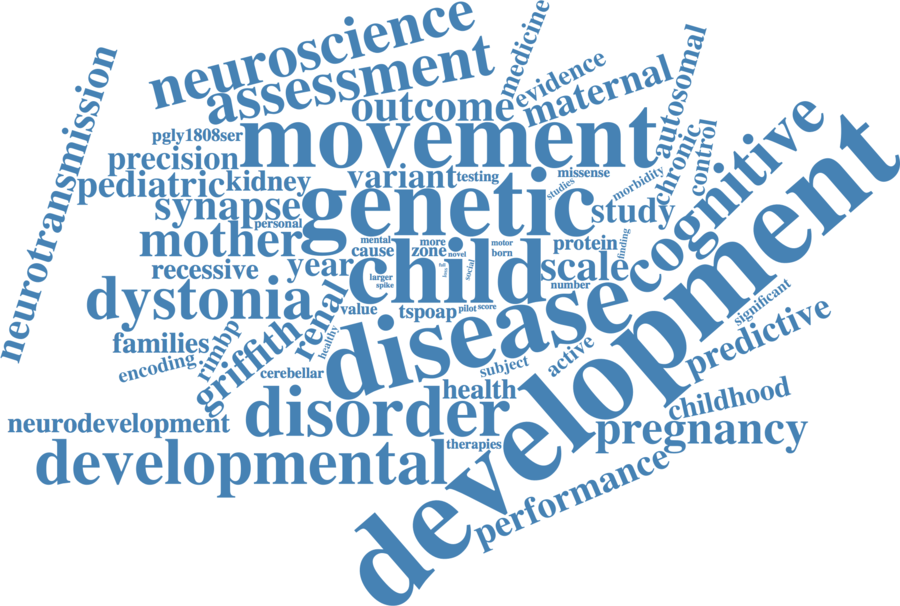 neuroscience
assessment
medicine
evidence
maternal
autosomal
neurotransmission
outcome
pgly1808ser
movement
chronic
control
cognitive
precision
pediatric
kidney
variant
testing
missense
studies
morbidity
synapse
genetic
study
personal
mother
mental
more
motor
cause
zone
novel
born
protein
finding
recessive
year
child
social
larger
spike
scale
number
dystonia
renal
value
tspoap
pilot
score
disease
development
significant
families
rimbp
healthy
encoding
griffith
cerebellar
subject
active
predictive
health
disorder
childhood
neurodevelopment
pregnancy
developmental
therapies
performance